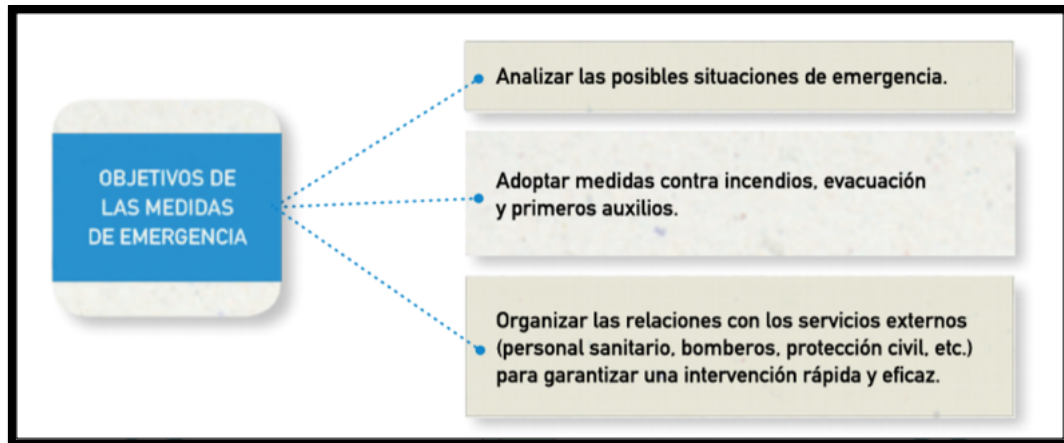 OBJETIVOS DE
LAS MEDIDAS
DE EMERGENCIA
Analizar las posibles situaciones de emergencia.
Adoptar medidas contra incendios, evacuación
y primeros auxilios.
Organizar las relaciones con los servicios externos
(personal sanitario, bomberos, protección civil, etc.)
para garantizar una intervención rápida y eficaz.